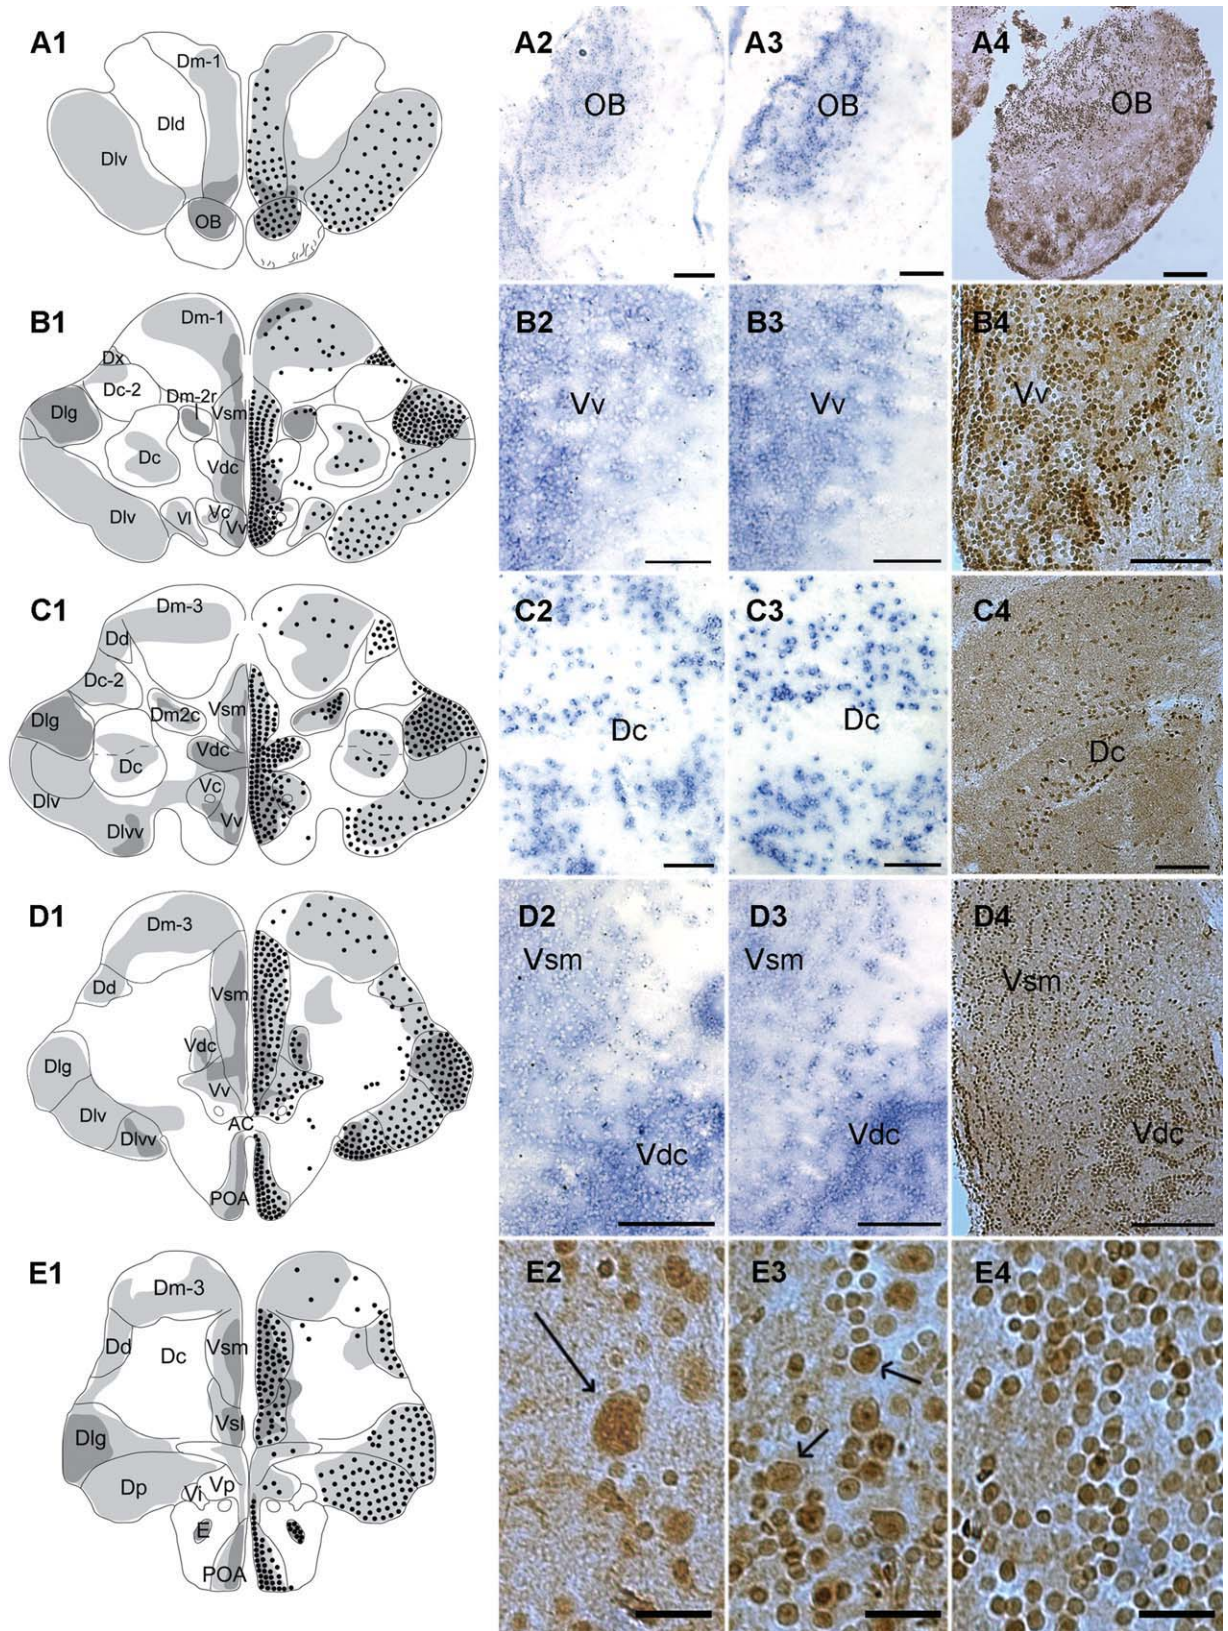 A1
Dm-1
Dld
Dlv
OB
A2
OB
A3
OB
A4
OB
B1
Dm-1
Dx
Dc-2
Dm-2r
Dlg
Vsm
Dc
Vdc
Dlv
Vl
Vc
Vv
B2
Vv
B3
Vv
B4
Vv
C1
Dm-3
Dd
Dc-2
Dlg
Dm2c
Vsm
Vdc
Dc
Vc
Dlv
Dlvv
Vv
C2
Dc
C3
Dc
C4
Dc
D1
Dm-3
Dd
Vsm
Vdc
Dlg
Vv
Dlv
AC
Dlvv
POA
D2
Vsm
Vdc
D3
Vsm
Vdc
D4
Vsm
Vdc
E1
Dm-3
Dd
Dc
Vsm
Vsl
Dlg
Dp
Vi
Vp
E
POA
E2
E3
E4